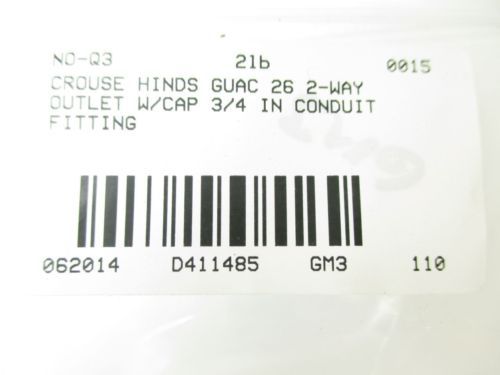 NO-Q3 2lb 0015
CROUSE HINDS GUAC 26 2-WAY
OUTLET W/CAP 3/4 IN CONDUIT
FITTING
062014 D411485 GM3 110